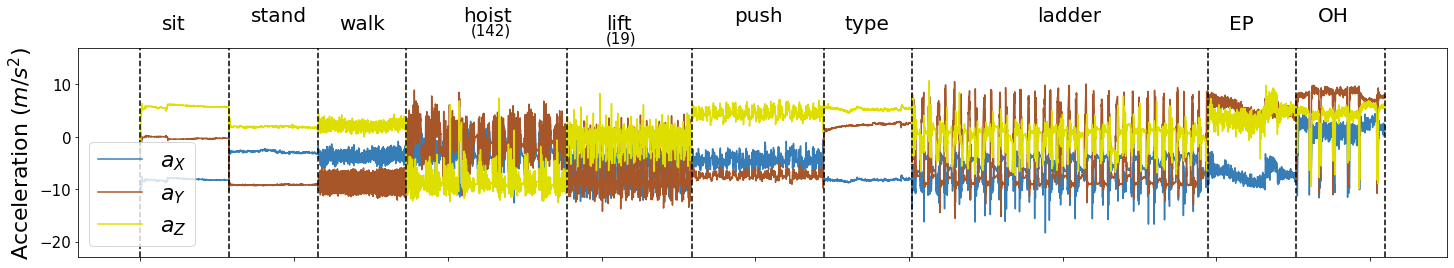 sit stand walk hoist lift push type ladder EP OH
(142) (19)
Acceleration (m/s²)
10
0
−10
−20
a_X
a_Y
a_Z